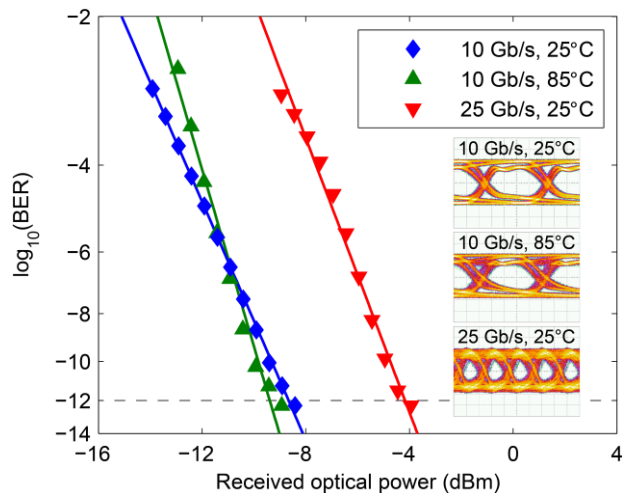 -2
-4
-6
-8
-10
-12
-14
log10(BER)
-16
-12
-8
-4
0
4
Received optical power (dBm)
10 Gb/s, 25°C
10 Gb/s, 85°C
25 Gb/s, 25°C
10 Gb/s, 25°C
10 Gb/s, 85°C
25 Gb/s, 25°C